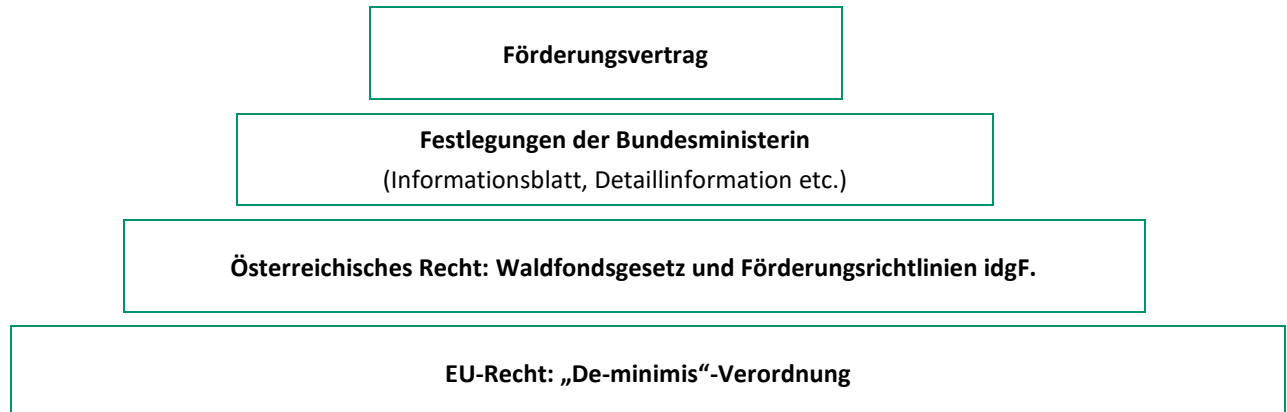 Förderungsvertrag
Festlegungen der Bundesministerin
(Informationsblatt, Detaillinformation etc.)
Österreichisches Recht: Waldfondsgesetz und Förderungsrichtlinien idgF.
EU-Recht: „De-minimis“-Verordnung